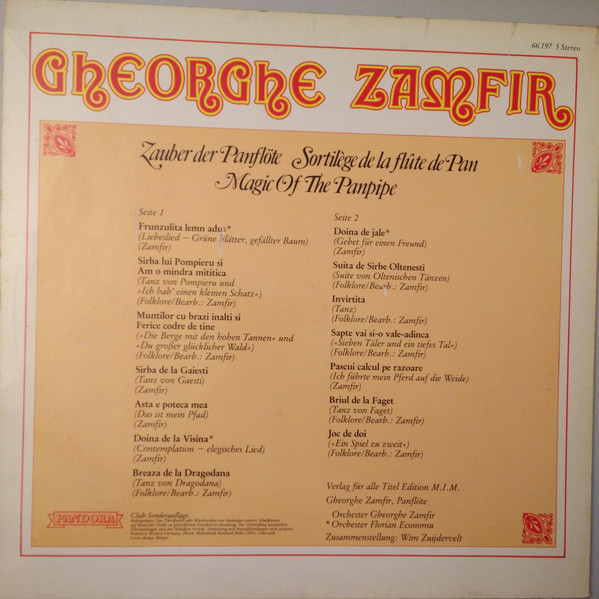 66 197 5 Stereo
GHEORGHE ZAMFIR
Zauber der Panflöte Sortilège de la flûte de Pan
Magic Of The Panpipe
Seite 1
Frunzulita lemn adus*
(Liebeslied – Grüne Blätter, gefällter Baum)
(Zamfir)
Sirba lui Pompieru si
Am o mindra mititica
(Tanz von Pompieru und
»Ich hab' einen kleinen Schatz«)
(Folklore/Bearb.: Zamfir)
Muntilor cu brazi inalti si
Ferice codre de tine
(»Die Berge mit den hohen Tannen« und
»Du großer glücklicher Wald«)
(Folklore/Bearb.: Zamfir)
Sirba de la Gaiesti
(Tanz von Gaesti)
(Zamfir)
Asta e poteca mea
(Das ist mein Pfad)
(Zamfir)
Doina de la Visina*
(Contemplation – elegisches Lied)
(Zamfir)
Breaza de la Dragodana
(Tanz von Dragodana)
(Folklore/Bearb.: Zamfir)
Seite 2
Doina de jale*
(Gebet für einen Freund)
(Zamfir)
Suita de Sirbe Oltenesti
(Suite von Oltenischen Tänzen)
(Folklore/Bearb.: Zamfir)
Invirtita
(Tanz)
(Folklore/Bearb.: Zamfir)
Sapte vai si-o vale-adinca
(»Sieben Täler und ein tiefes Tal«)
(Folklore/Bearb.: Zamfir)
Pascui calcul pe razoare
(Ich führte mein Pferd auf die Weide)
(Zamfir)
Briul de la Faget
(Tanz von Faget)
(Folklore/Bearb.: Zamfir)
Joc de doi
(»Ein Spiel zu zweit«)
(Folklore/Bearb.: Zamfir)
Verlag für alle Titel Edition M.I.M.
Gheorghe Zamfir, Panflöte
Orchester Gheorghe Zamfir
*Orchester Florian Economu
Zusammenstellung: Wim Zuijdervelt
PANDORA
Club-Sonderauflage